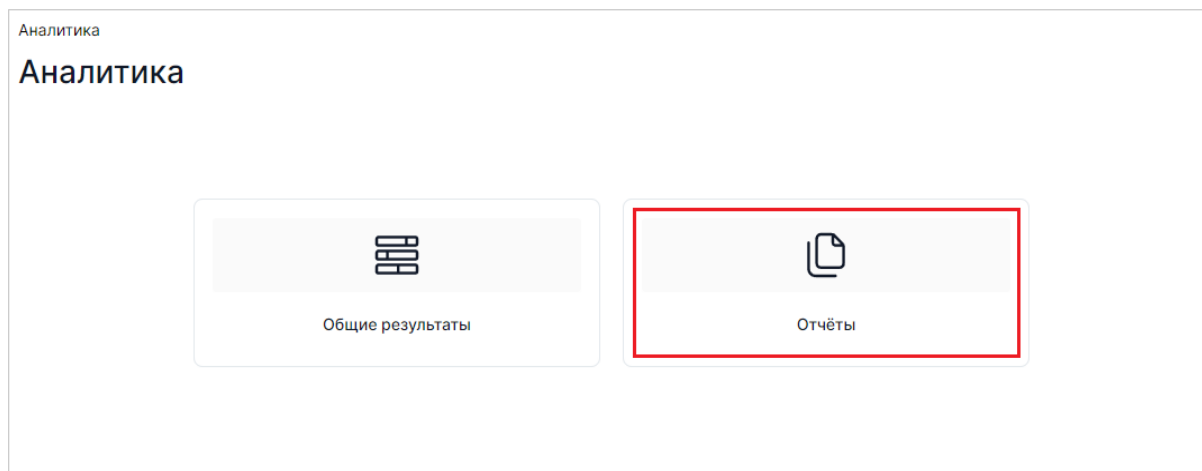 Аналитика
Аналитика
Общие результаты
Отчёты